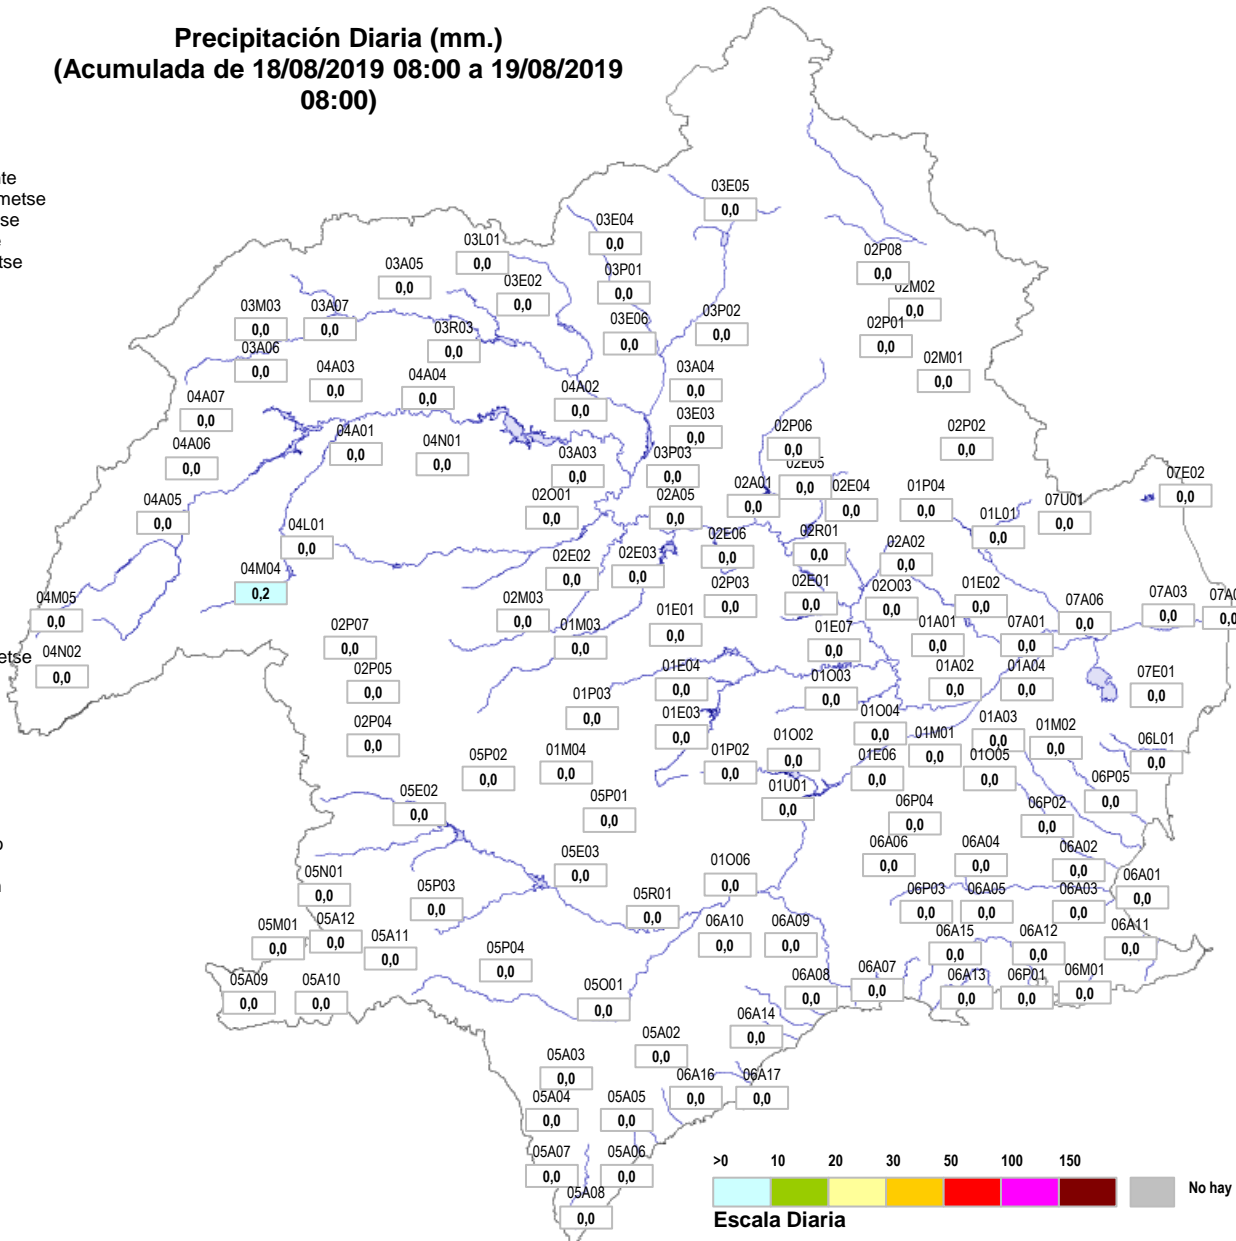 Precipitación Diaria (mm.)
(Acumulada de 18/08/2019 08:00 a 19/08/2019
08:00)
te
metse
se
e
tse
03E05
0,0
03E04
0,0
03L01
0,0
02P08
0,0
03A05
0,0
03P01
0,0
03E02
0,0
02M02
0,0
03M03
0,0
03A07
0,0
03P02
0,0
03E06
0,0
03R03
0,0
02P01
0,0
03A06
0,0
02M01
0,0
04A03
0,0
04A04
0,0
03A04
0,0
04A02
0,0
04A07
0,0
03E03
0,0
04A01
0,0
04N01
0,0
02P06
0,0
02P02
0,0
04A06
0,0
03A03
0,0
03P03
0,0
02E05
0,0
07E02
0,0
02A01
0,0
02E04
0,0
01P04
0,0
04A05
0,0
02O01
0,0
02A05
0,0
07U01
0,0
01L01
0,0
04L01
0,0
02E06
0,0
02R01
0,0
02A02
0,0
02E02
0,0
02E03
0,0
04M04
0,2
02P03
0,0
02E01
0,0
02O03
0,0
01E02
0,0
04M05
0,0
02M03
0,0
01E01
0,0
07A06
0,0
07A03
0,0
07A0
0,0
02P07
0,0
01M03
0,0
01E07
0,0
01A01
0,0
07A01
0,0
etse
04N02
0,0
02P05
0,0
01E04
0,0
01O03
0,0
01A02
0,0
01A04
0,0
07E01
0,0
01P03
0,0
02P04
0,0
01E03
0,0
01O04
0,0
01A03
0,0
01M02
0,0
01M01
0,0
01O02
0,0
06L01
0,0
05P02
0,0
01M04
0,0
01P02
0,0
01E06
0,0
01O05
0,0
05E02
0,0
05P01
0,0
01U01
0,0
06P05
0,0
06P04
0,0
06P02
0,0
o
05E03
0,0
01O06
0,0
06A06
0,0
06A04
0,0
06A02
0,0
05N01
0,0
05P03
0,0
05R01
0,0
06P03
0,0
06A05
0,0
06A03
0,0
06A01
0,0
05M01
0,0
05A12
0,0
05A11
0,0
06A10
0,0
06A09
0,0
06A15
0,0
06A12
0,0
06A11
0,0
05P04
0,0
05A09
0,0
05A10
0,0
05O01
0,0
06A08
0,0
06A07
0,0
06A13
0,0
06P01
0,0
06M01
0,0
06A14
0,0
05A02
0,0
05A03
0,0
06A16
0,0
06A17
0,0
05A04
0,0
05A05
0,0
05A07
0,0
05A06
0,0
05A08
0,0
>0 10 20 30 50 100 150
No hay
Escala Diaria